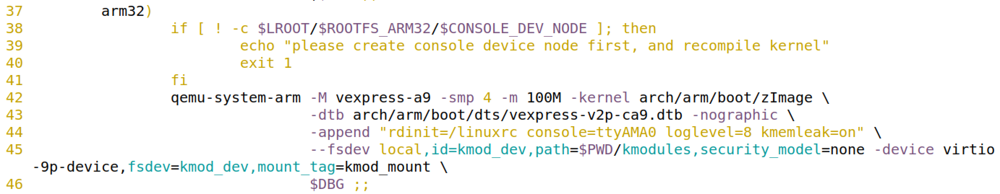 37 arm32)
38 if [ ! -c $LROOT/$ROOTFS_ARM32/$CONSOLE_DEV_NODE ]; then
39 echo "please create console device node first, and recompile kernel"
40 exit 1
41 fi
42 qemu-system-arm -M vexpress-a9 -smp 4 -m 100M -kernel arch/arm/boot/zImage \
43 -dtb arch/arm/boot/dts/vexpress-v2p-ca9.dtb -nographic \
44 -append "rdinit=/linuxrc console=ttyAMA0 loglevel=8 kmemleak=on" \
45 --fsdev local,id=kmod_dev,path=$PWD/kmodules,security_model=none -device virtio
-9p-device,fsdev=kmod_dev,mount_tag=kmod_mount \
46 $DBG ;;